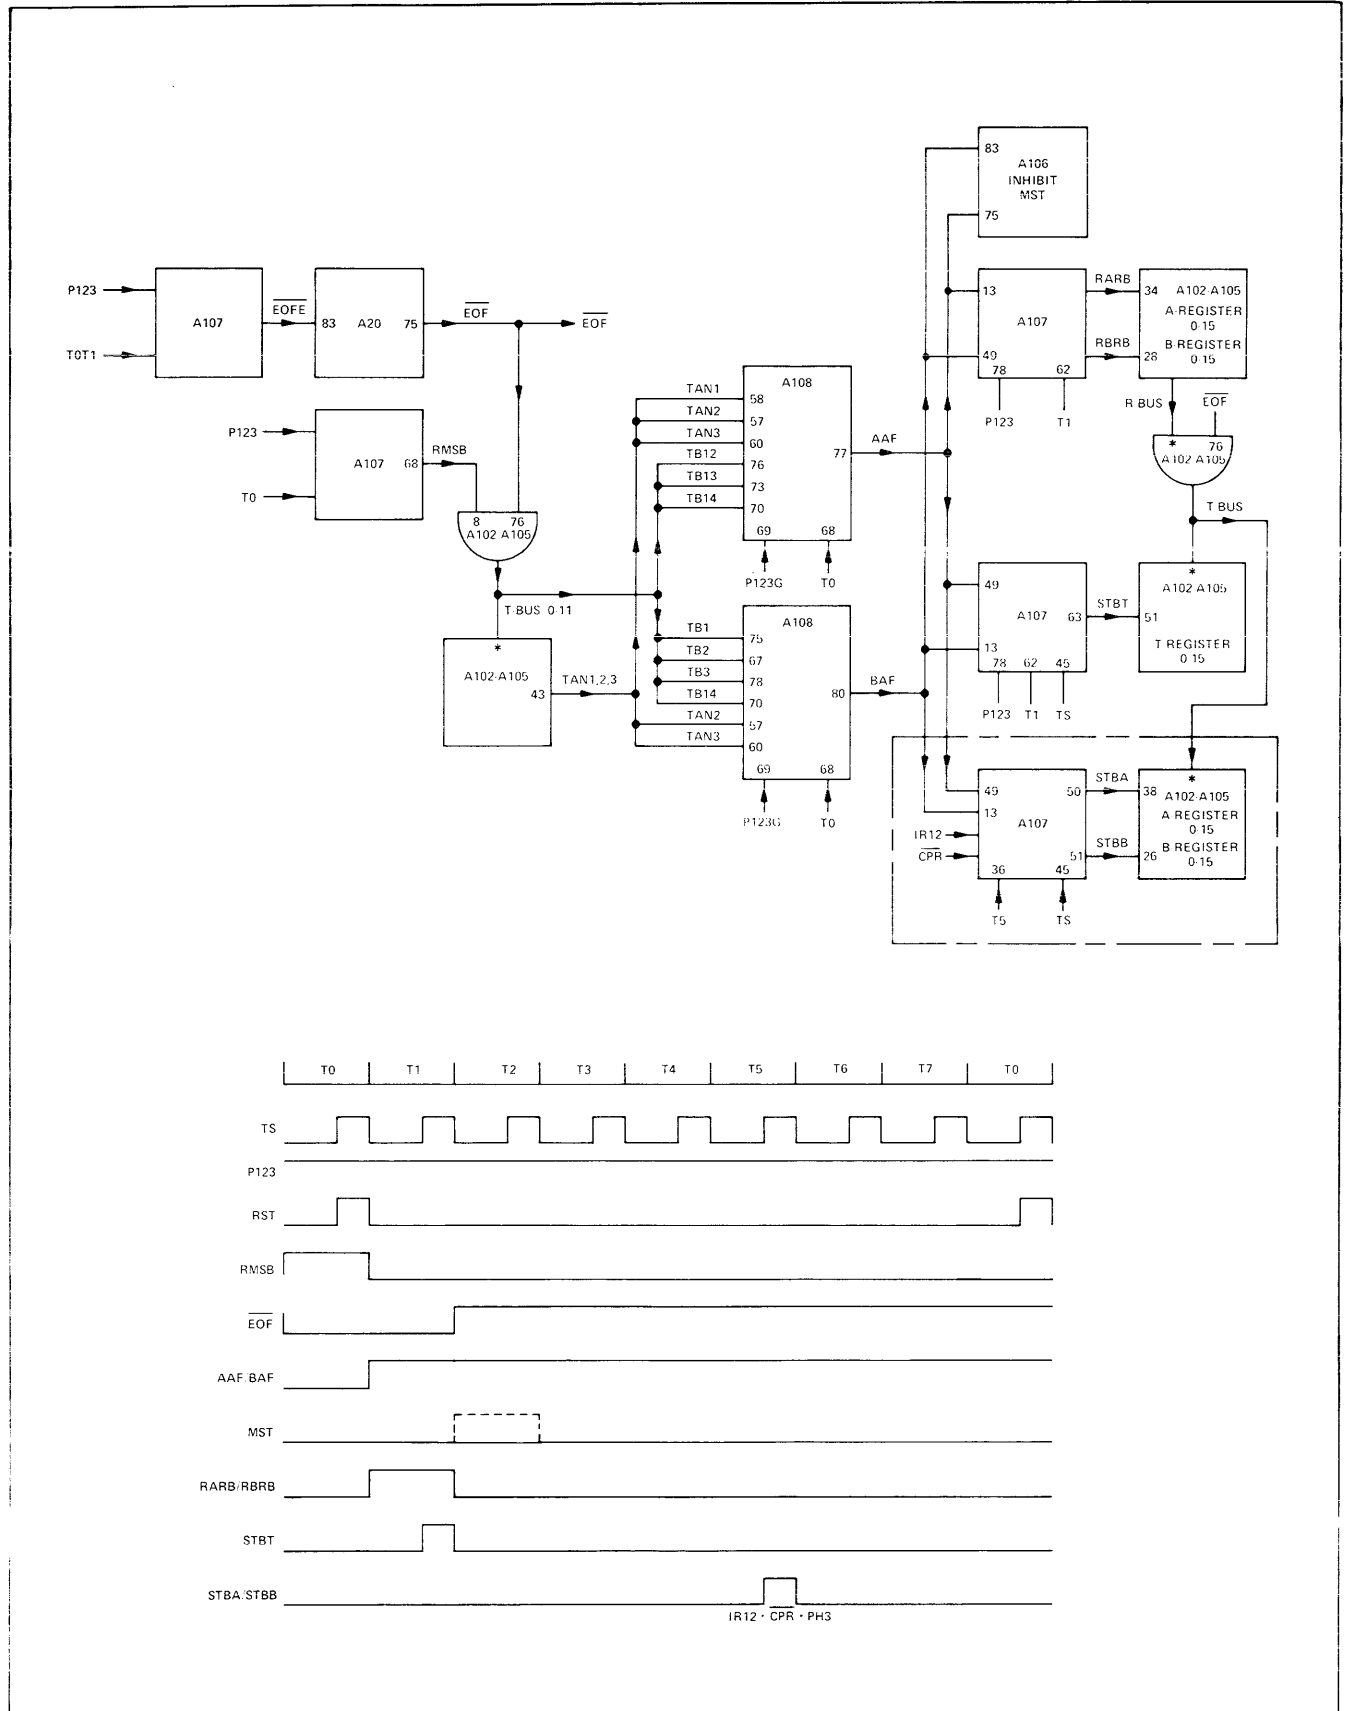 83
A106
INHIBIT
MST
75
P123
T0T1
A107
EOFE
83 A20 75
EOF
EOF
13
49
A107
78 62
P123 T1
RARB
RBRB
34 A102-A105
A-REGISTER
0-15
B-REGISTER
28 0-15
R BUS
EOF
* 76
A102 A105
T BUS
P123
T0
A107
68
RMSB
8 76
A102 A105
T-BUS 0-11
*
A102-A105
43
TAN1,2,3
TAN1
TAN2
TAN3
TB12
TB13
TB14
A108
58
57
60
76
73
70
77
69 68
P123G T0
AAF
TB1
TB2
TB3
TB14
TAN2
TAN3
A108
75
67
78
70
57
60
80
69 68
P123G T0
BAF
49
A107
63
13
78 62 45
P123 T1 TS
STBT
*
A102 A105
51
T REGISTER
0-15
49
13
IR12
CPR
A107
50
51
36 45
T5 TS
STBA
STBB
*
38 A102-A105
A-REGISTER
0-15
B-REGISTER
26 0-15
T0 T1 T2 T3 T4 T5 T6 T7 T0
TS
P123
RST
RMSB
EOF
AAF/BAF
MST
RARB/RBRB
STBT
STBA/STBB
IR12 · CPR · PH3